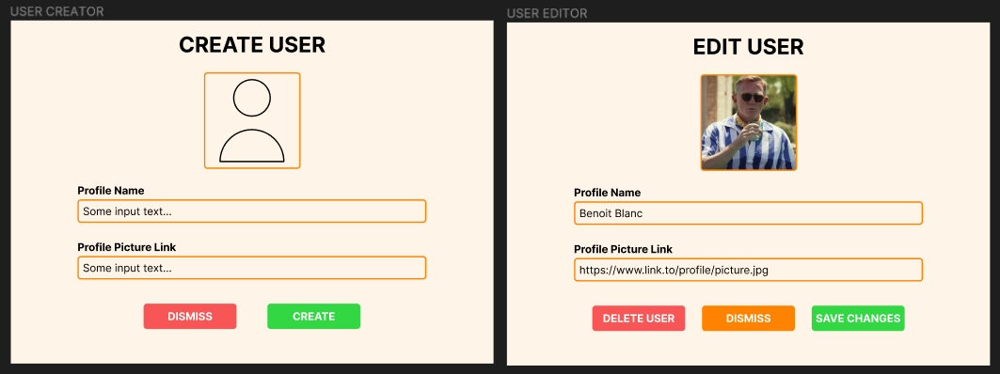 USER CREATOR
CREATE USER
Profile Name
Some input text...
Profile Picture Link
Some input text...
DISMISS
CREATE
USER EDITOR
EDIT USER
Profile Name
Benoit Blanc
Profile Picture Link
https://www.link.to/profile/picture.jpg
DELETE USER
DISMISS
SAVE CHANGES